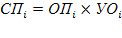 СПᵢ = ОПᵢ × УОᵢ